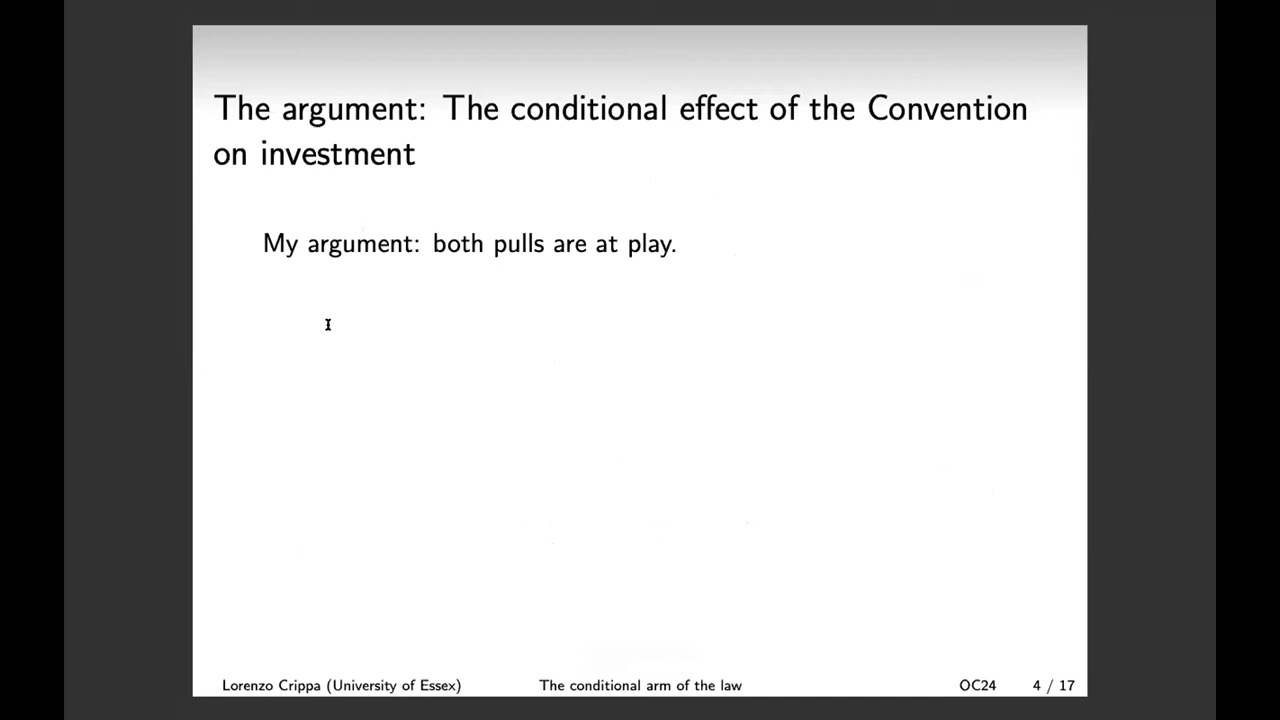 The argument: The conditional effect of the Convention
on investment
My argument: both pulls are at play.
Lorenzo Crippa (University of Essex) The conditional arm of the law OC24 4 / 17